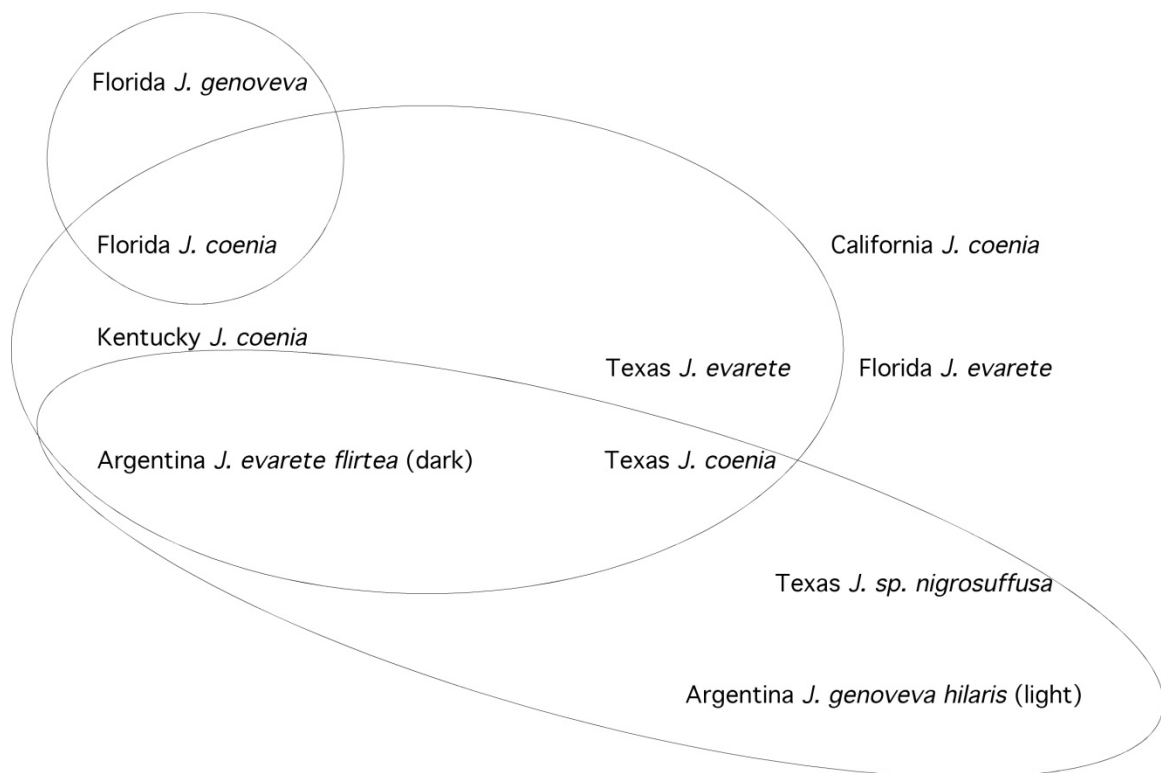 Florida J. genoveva
Florida J. coenia
California J. coenia
Kentucky J. coenia
Texas J. evarete
Florida J. evarete
Argentina J. evarete flirtea (dark)
Texas J. coenia
Texas J. sp. nigrosuffusa
Argentina J. genoveva hilaris (light)